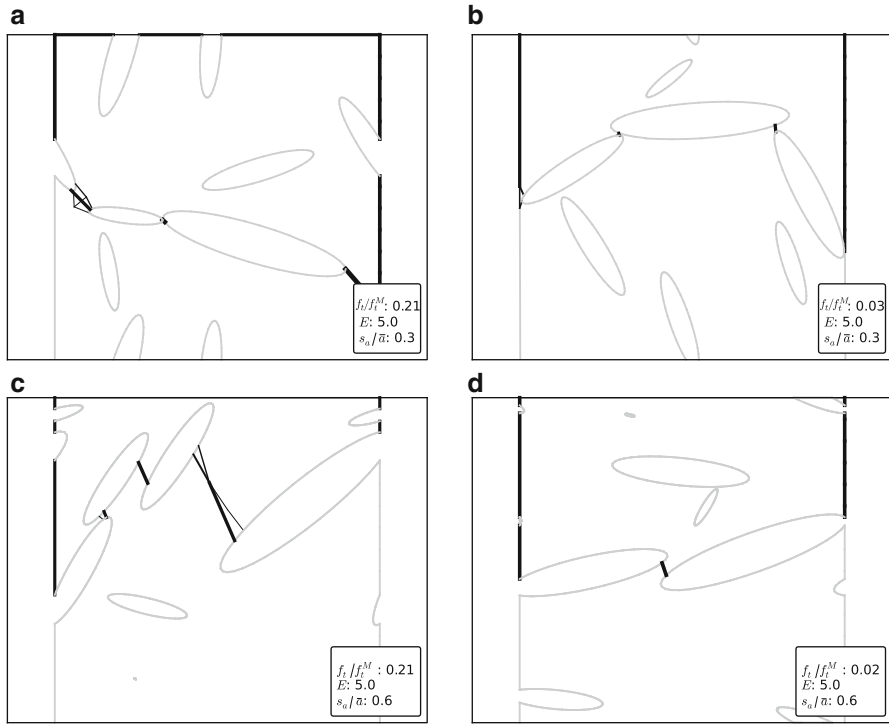 a
b
f_t/f_t^M: 0.21
E: 5.0
s_a/ā: 0.3
f_t/f_t^M: 0.03
E: 5.0
s_a/ā: 0.3
c
d
f_t/f_t^M: 0.21
E: 5.0
s_a/ā: 0.6
f_t/f_t^M: 0.02
E: 5.0
s_a/ā: 0.6